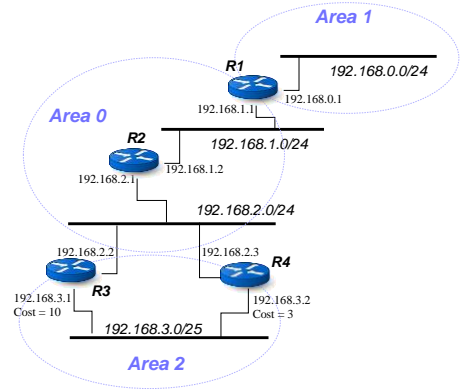 Area 1
R1
192.168.0.0/24
192.168.0.1
192.168.1.1
Area 0
R2
192.168.1.0/24
192.168.1.2
192.168.2.1
192.168.2.0/24
192.168.2.2
192.168.2.3
R4
R3
192.168.3.1
Cost = 10
192.168.3.2
Cost = 3
192.168.3.0/25
Area 2